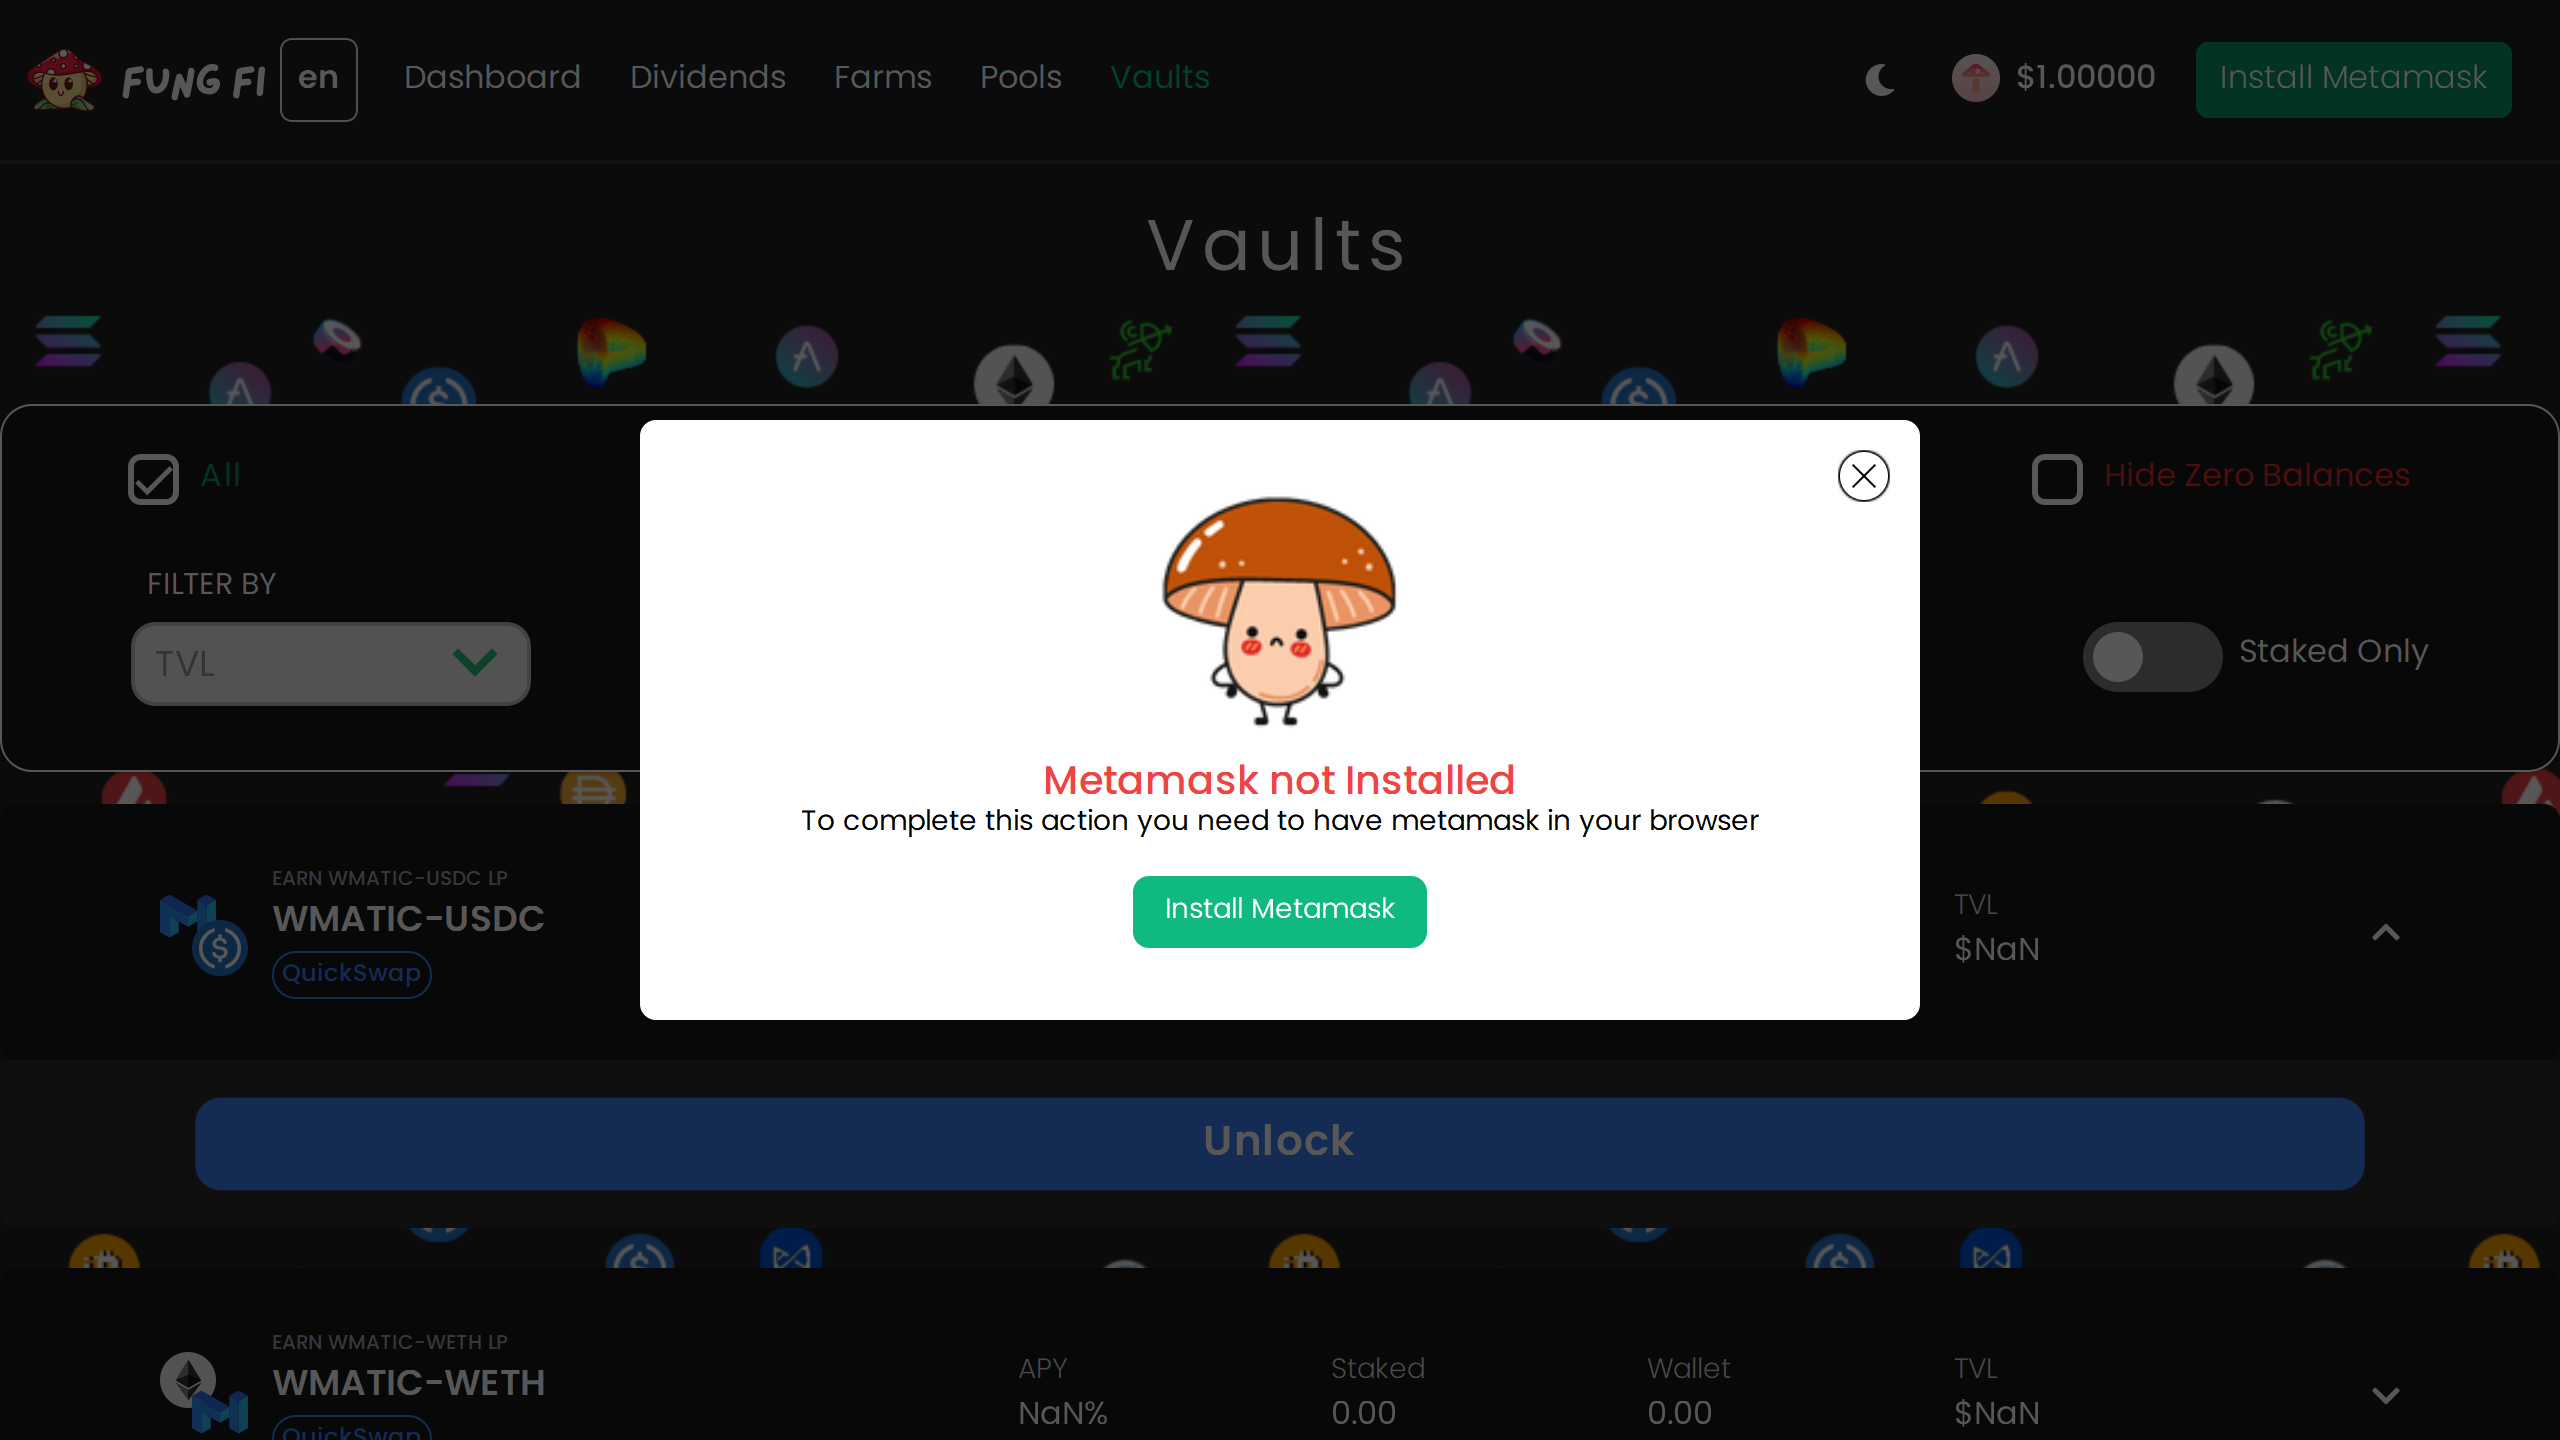 FUNG FI en Dashboard Dividends Farms Pools Vaults $1.00000 Install Metamask
Vaults
All Hide Zero Balances
FILTER BY
TVL Staked Only
Metamask not Installed
To complete this action you need to have metamask in your browser
Install Metamask
EARN WMATIC-USDC LP
WMATIC-USDC
QuickSwap
TVL
$NaN
Unlock
EARN WMATIC-WETH LP
WMATIC-WETH
QuickSwap
APY Staked Wallet TVL
NaN% 0.00 0.00 $NaN